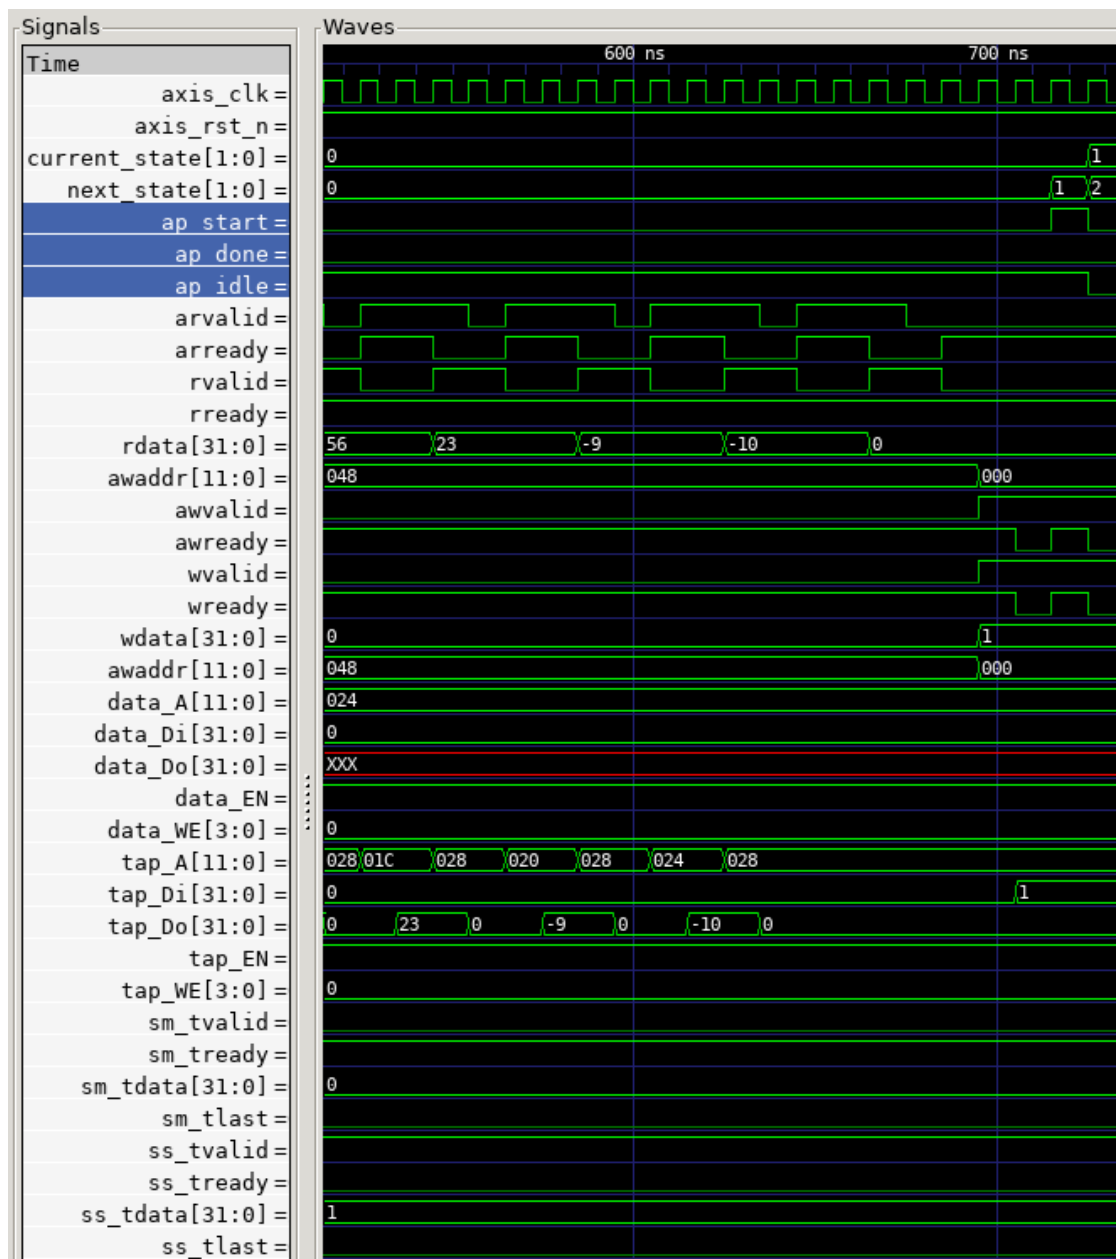 Signals Waves
Time 600 ns 700 ns
axis_clk =
axis_rst_n =
current_state[1:0] = 0 1
next_state[1:0] = 0 1 2
ap_start =
ap_done =
ap_idle =
arvalid =
arready =
rvalid =
rready =
rdata[31:0] = 56 23 -9 -10 0
awaddr[11:0] = 048 000
awvalid =
awready =
wvalid =
wready =
wdata[31:0] = 0 1
awaddr[11:0] = 048 000
data_A[11:0] = 024
data_Di[31:0] = 0
data_Do[31:0] = XXX
data_EN =
data_WE[3:0] = 0
tap_A[11:0] = 028 01C 028 020 028 024 028
tap_Di[31:0] = 0 1
tap_Do[31:0] = 0 23 0 -9 0 -10 0
tap_EN =
tap_WE[3:0] = 0
sm_tvalid =
sm_tready =
sm_tdata[31:0] = 0
sm_tlast =
ss_tvalid =
ss_tready =
ss_tdata[31:0] = 1
ss_tlast =